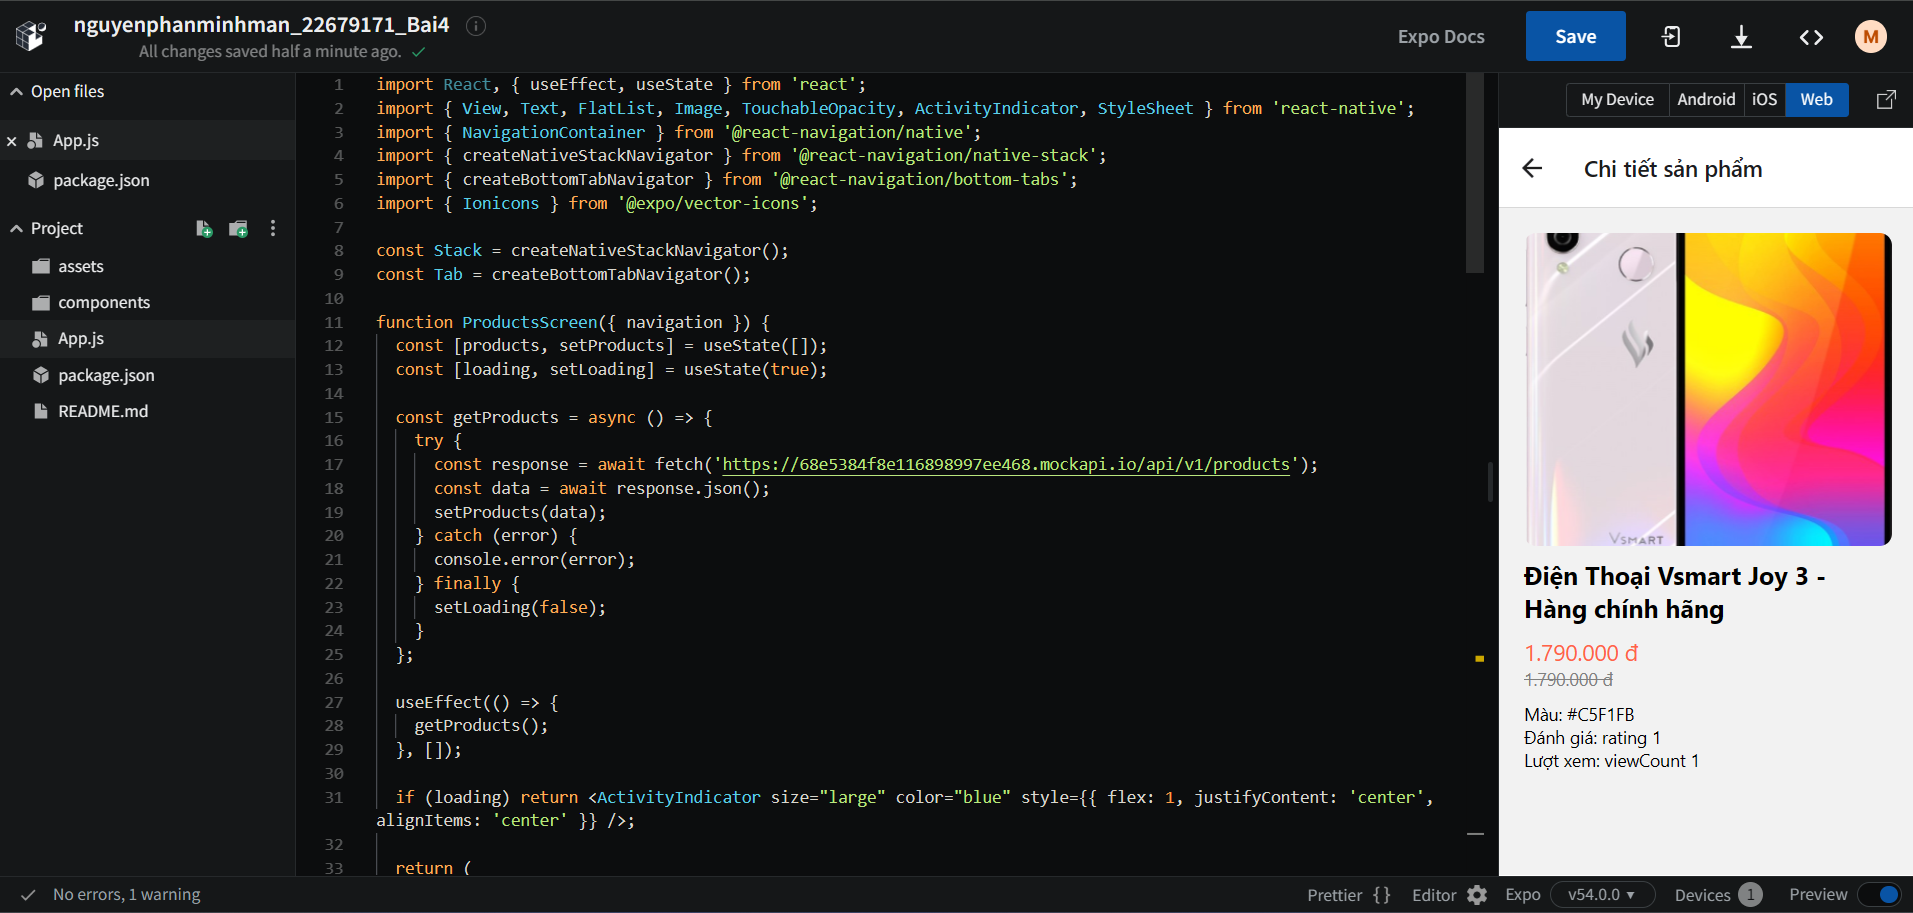 nguyenphanminhman_22679171_Bai4
All changes saved half a minute ago.
Expo Docs
Save
M
Open files
App.js
package.json
Project
assets
components
App.js
package.json
README.md
1 import React, { useEffect, useState } from 'react';
2 import { View, Text, FlatList, Image, TouchableOpacity, ActivityIndicator, StyleSheet } from 'react-native';
3 import { NavigationContainer } from '@react-navigation/native';
4 import { createNativeStackNavigator } from '@react-navigation/native-stack';
5 import { createBottomTabNavigator } from '@react-navigation/bottom-tabs';
6 import { Ionicons } from '@expo/vector-icons';
7
8 const Stack = createNativeStackNavigator();
9 const Tab = createBottomTabNavigator();
10
11 function ProductsScreen({ navigation }) {
12 const [products, setProducts] = useState([]);
13 const [loading, setLoading] = useState(true);
14
15 const getProducts = async () => {
16 try {
17 const response = await fetch('https://68e5384f8e116898997ee468.mockapi.io/api/v1/products');
18 const data = await response.json();
19 setProducts(data);
20 } catch (error) {
21 console.error(error);
22 } finally {
23 setLoading(false);
24 }
25 };
26
27 useEffect(() => {
28 getProducts();
29 }, []);
30
31 if (loading) return <ActivityIndicator size="large" color="blue" style={{ flex: 1, justifyContent: 'center',
alignItems: 'center' }} />;
32
33 return (
My Device
Android
iOS
Web
Chi tiết sản phẩm
VSMART
Điện Thoại Vsmart Joy 3 -
Hàng chính hãng
1.790.000 đ
1.790.000 đ
Màu: #C5F1FB
Đánh giá: rating 1
Lượt xem: viewCount 1
No errors, 1 warning
Prettier {}
Editor
Expo
v54.0.0
Devices 1
Preview